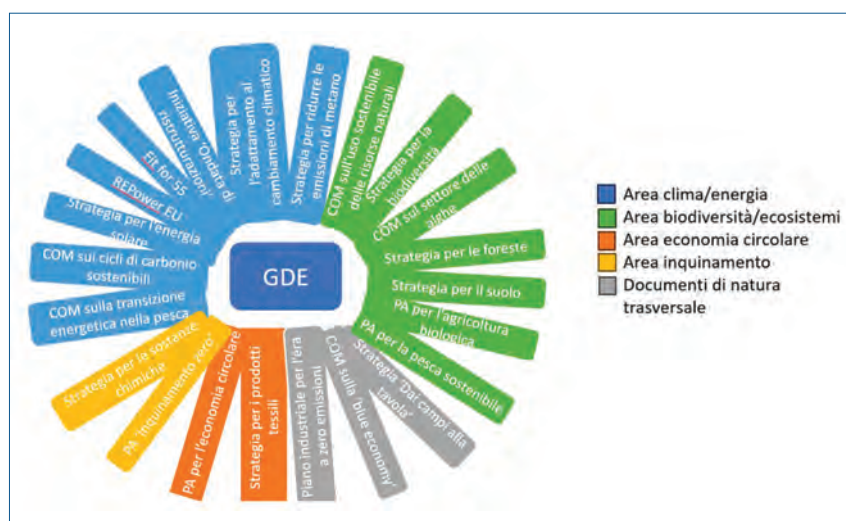 Strategia per ridurre le
emissioni di metano
Strategia per
l'adattamento al
cambiamento climatico
Iniziativa 'Ondata di
ristrutturazioni'
Fit for 55
REPower EU
Strategia per l'energia
solare
COM sui cicli di carbonio
sostenibili
COM sulla transizione
energetica nella pesca
Strategia per le sostanze
chimiche
PA 'inquinamento zero'
PA per l'economia circolare
Strategia per i prodotti
tessili
Piano industriale per l'era
a zero emissioni
COM sulla 'blue economy'
Strategia 'Dai campi alla
tavola'
PA per la pesca sostenibile
PA per l'agricoltura
biologica
Strategia per il suolo
Strategia per le foreste
COM sul settore delle
alghe
Strategia per la
biodiversità
COM sull'uso sostenibile
delle risorse naturali
GDE
Area clima/energia
Area biodiversità/ecosistemi
Area economia circolare
Area inquinamento
Documenti di natura
trasversale